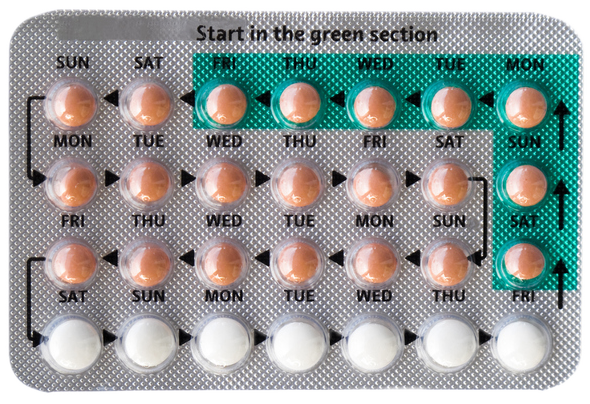 Start in the green section
SUN SAT FRI THU WED TUE MON
MON TUE WED THU FRI SAT SUN
FRI THU WED TUE MON SUN SAT
SAT SUN MON TUE WED THU FRI